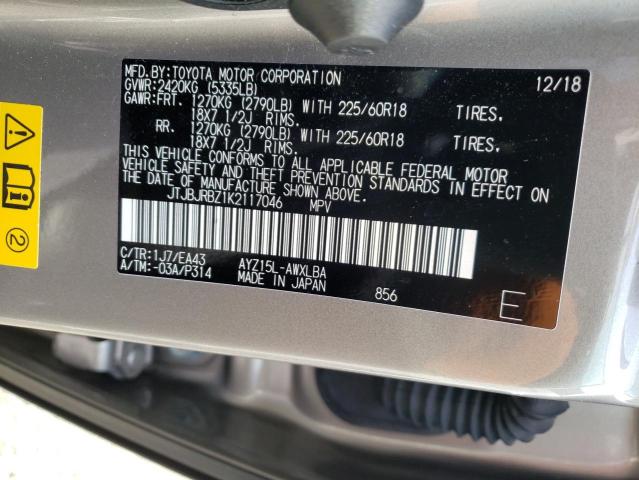 MFD.BY:TOYOTA MOTOR CORPORATION 12/18
GVWR:2420KG (5335LB)
GAWR:FRT. 1270KG (2790LB) WITH 225/60R18 TIRES.
18X7 1/2J RIMS.
RR. 1270KG (2790LB) WITH 225/60R18 TIRES.
18X7 1/2J RIMS.
THIS VEHICLE CONFORMS TO ALL APPLICABLE FEDERAL MOTOR
VEHICLE SAFETY AND THEFT PREVENTION STANDARDS IN EFFECT ON
THE DATE OF MANUFACTURE SHOWN ABOVE.
JTJBJRBZ1K2117046 MPV
C/TR:1J7/EA43 AYZ15L-AWXLBA
A/TM:-03A/P314 MADE IN JAPAN 856
E
2